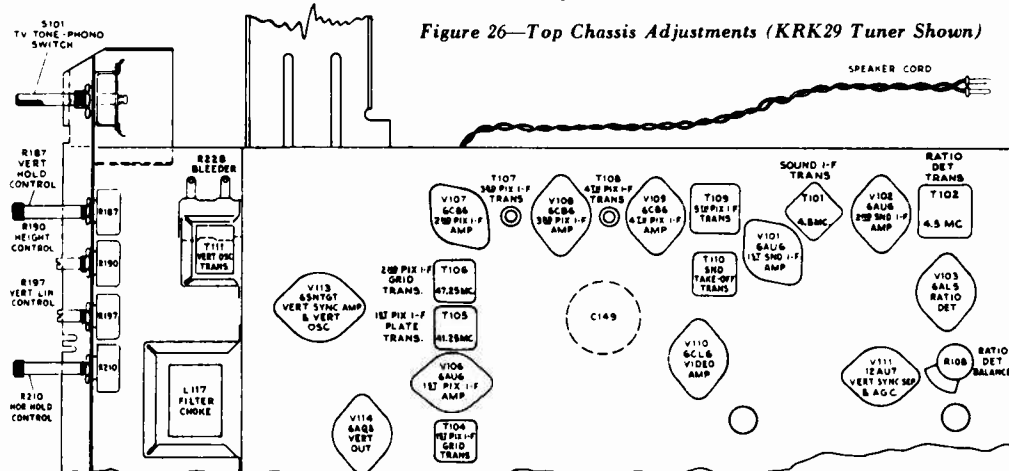 Figure 26—Top Chassis Adjustments (KRK29 Tuner Shown)
S101
TV TONE-PHONO
SWITCH
SPEAKER CORD
R187
VERT
HOLD
CONTROL
R190
HEIGHT
CONTROL
R197
VERT LIN
CONTROL
R210
HOR HOLD
CONTROL
R187
R190
R197
R210
R228
BLEEDER
T111
VERT OSC
TRANS
L117
FILTER
CHOKE
V113
6SN7GT
VERT SYNC AMP
& VERT
OSC
V114
6AQ5
VERT
OUT
V107
6CB6
2ND PIX I-F
AMP
T107
3RD PIX I-F
TRANS
V108
6CB6
3RD PIX I-F
AMP
T108
4TH PIX I-F
TRANS
V109
6CB6
4TH PIX I-F
AMP
T109
5TH PIX I-F
TRANS
T110
SND
TAKE-OFF
TRANS
V101
6AU6
1ST SND I-F
AMP
SOUND I-F
TRANS
T101
4.5 MC
V102
6AU6
2ND SND I-F
AMP
RATIO
DET
TRANS
T102
4.5 MC
V103
6AL5
RATIO
DET
2ND PIX I-F
GRID
TRANS.
T106
47.25MC
1ST PIX I-F
PLATE
TRANS.
T105
41.25MC
V106
6AU6
1ST PIX I-F
AMP
T104
1ST PIX I-F
GRID
TRANS
C149
V110
6CL6
VIDEO
AMP
V111
12AU7
VERT SYNC SEP
& AGC
R108
RATIO
DET
BALANCE